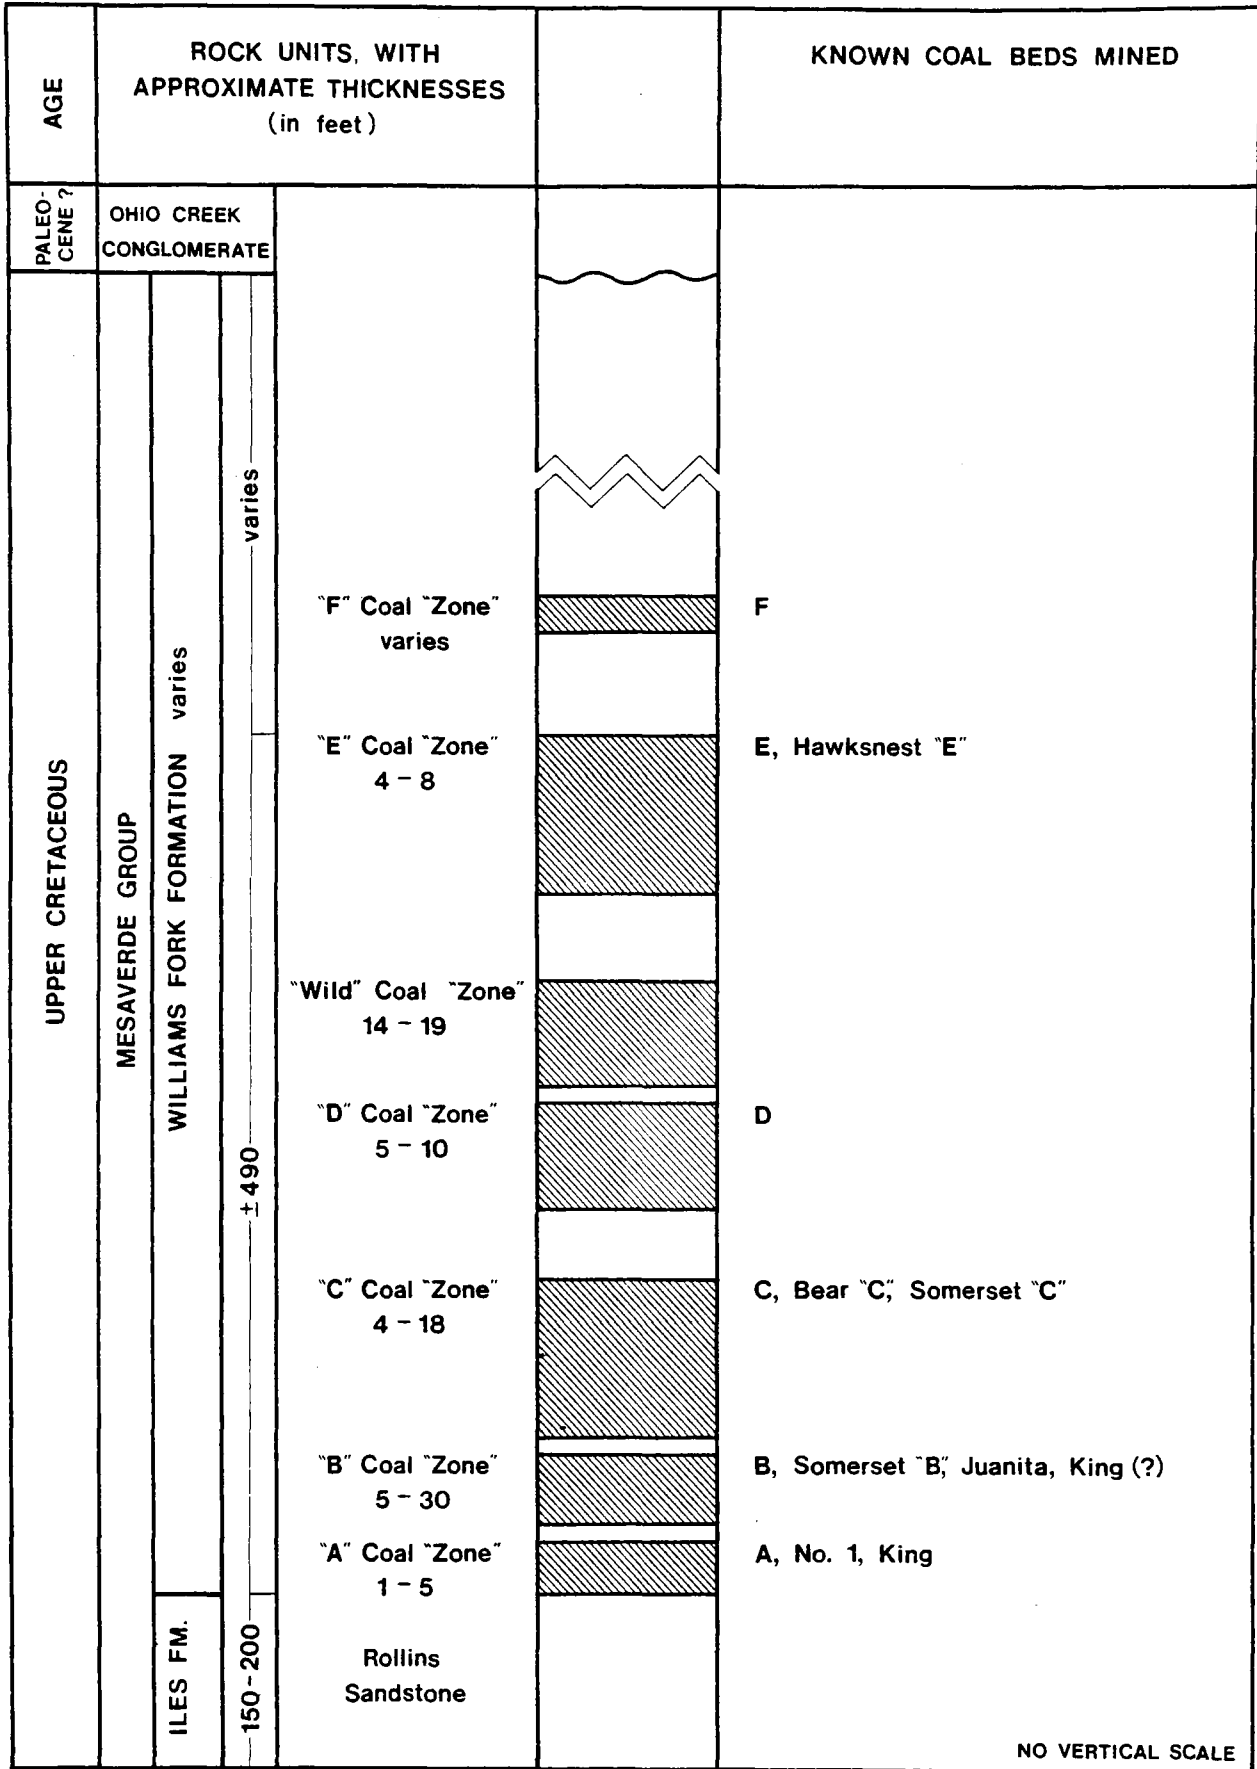 AGE
ROCK UNITS, WITH
APPROXIMATE THICKNESSES
(in feet)
KNOWN COAL BEDS MINED
PALEO-
CENE ?
OHIO CREEK
CONGLOMERATE
UPPER CRETACEOUS
MESAVERDE GROUP
WILLIAMS FORK FORMATION varies
varies
±490
"F" Coal "Zone"
varies
F
"E" Coal "Zone"
4 - 8
E, Hawksnest "E"
"Wild" Coal "Zone"
14 - 19
"D" Coal "Zone"
5 - 10
D
"C" Coal "Zone"
4 - 18
C, Bear "C," Somerset "C"
"B" Coal "Zone"
5 - 30
B, Somerset "B," Juanita, King (?)
"A" Coal "Zone"
1 - 5
A, No. 1, King
ILES FM.
150-200
Rollins
Sandstone
NO VERTICAL SCALE